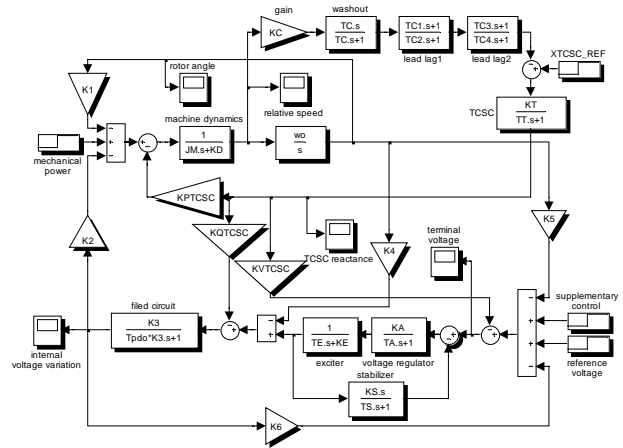 gain
washout
KC
TC.s
TC.s+1
TC1.s+1
TC2.s+1
TC3.s+1
TC4.s+1
lead lag1
lead lag2
XTCSC_REF
rotor angle
K1
relative speed
TCSC
KT
TT.s+1
machine dynamics
1
JM.s+KD
wo
s
mechanical
power
KPTCSC
KQTCSC
KVTCSC
TCSC reactance
K2
K4
K5
terminal
voltage
supplementary
control
reference
voltage
filed circuit
K3
Tpdo*K3.s+1
internal
voltage variation
1
TE.s+KE
exciter
KA
TA.s+1
voltage regulator
stabilizer
KS.s
TS.s+1
K6